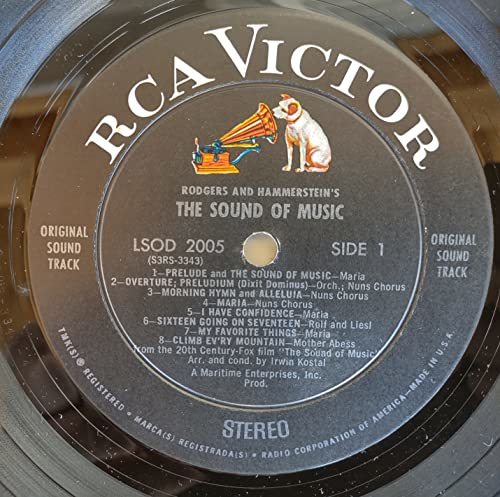 RCA VICTOR
RODGERS AND HAMMERSTEIN'S
THE SOUND OF MUSIC
ORIGINAL
SOUND
TRACK
LSOD 2005
(S3RS-3343)
SIDE 1
ORIGINAL
SOUND
TRACK
1—PRELUDE and THE SOUND OF MUSIC—Maria
2—OVERTURE; PRELUDIUM (Dixit Dominus)—Orch.; Nuns Chorus
3—MORNING HYMN and ALLELUIA—Nuns Chorus
4—MARIA—Nuns Chorus
5—I HAVE CONFIDENCE—Maria
6—SIXTEEN GOING ON SEVENTEEN—Rolf and Liesl
7—MY FAVORITE THINGS—Maria
8—CLIMB EV'RY MOUNTAIN—Mother Abess
from the 20th Century-Fox film "The Sound of Music"
Arr. and cond. by Irwin Kostal
A Maritime Enterprises, Inc.
Prod.
STEREO
TMK(S) ® REGISTERED • MARCA(S) REGISTRADA(S) • RADIO CORPORATION OF AMERICA—MADE IN U.S.A.